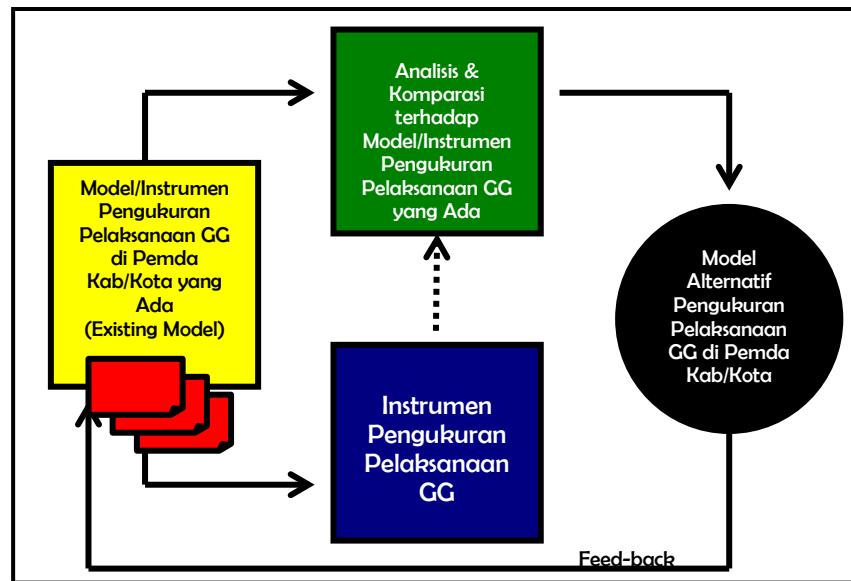 Model/Instrumen
Pengukuran
Pelaksanaan GG
di Pemda
Kab/Kota yang
Ada
(Existing Model)
Analisis &
Komparasi
terhadap
Model/Instrumen
Pengukuran
Pelaksanaan GG
yang Ada
Instrumen
Pengukuran
Pelaksanaan
GG
Model
Alternatif
Pengukuran
Pelaksanaan
GG di Pemda
Kab/Kota
Feed-back